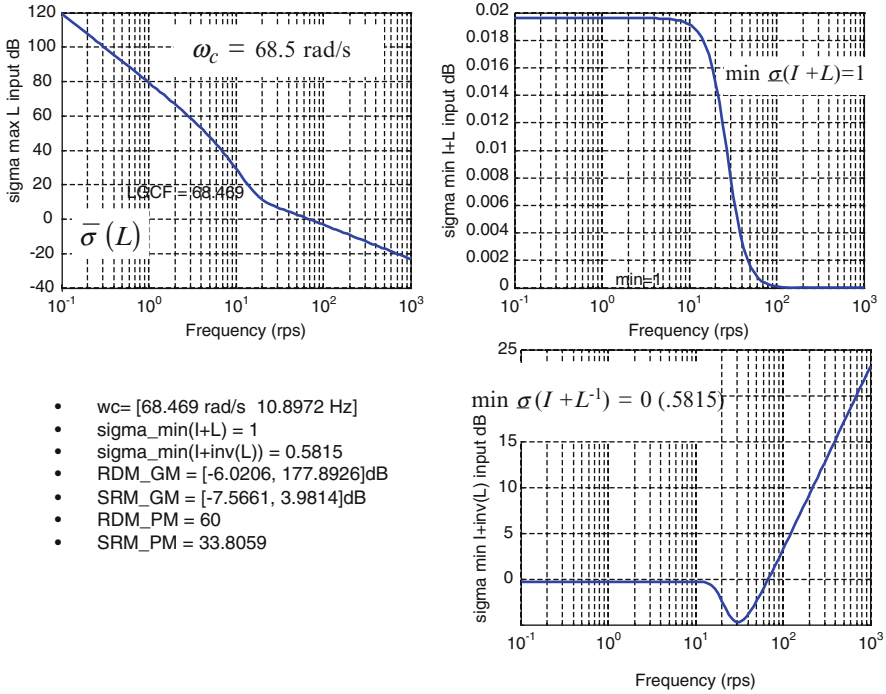 120
100
80
60
40
20
0
-20
-40
sigma max L input dB
ω_c = 68.5 rad/s
LGCF = 68.469
σ̅ (L)
10⁻¹ 10⁰ 10¹ 10² 10³
Frequency (rps)
0.02
0.018
0.016
0.014
0.012
0.01
0.008
0.006
0.004
0.002
0
sigma min I+L input dB
min σ̲(I +L)=1
min=1
10⁻¹ 10⁰ 10¹ 10² 10³
Frequency (rps)
• wc= [68.469 rad/s 10.8972 Hz]
• sigma_min(I+L) = 1
• sigma_min(I+inv(L)) = 0.5815
• RDM_GM = [-6.0206, 177.8926]dB
• SRM_GM = [-7.5661, 3.9814]dB
• RDM_PM = 60
• SRM_PM = 33.8059
25
15
10
5
0
sigma min I+inv(L) input dB
min σ̲(I +L⁻¹) = 0 (.5815)
10⁻¹ 10⁰ 10¹ 10² 10³
Frequency (rps)